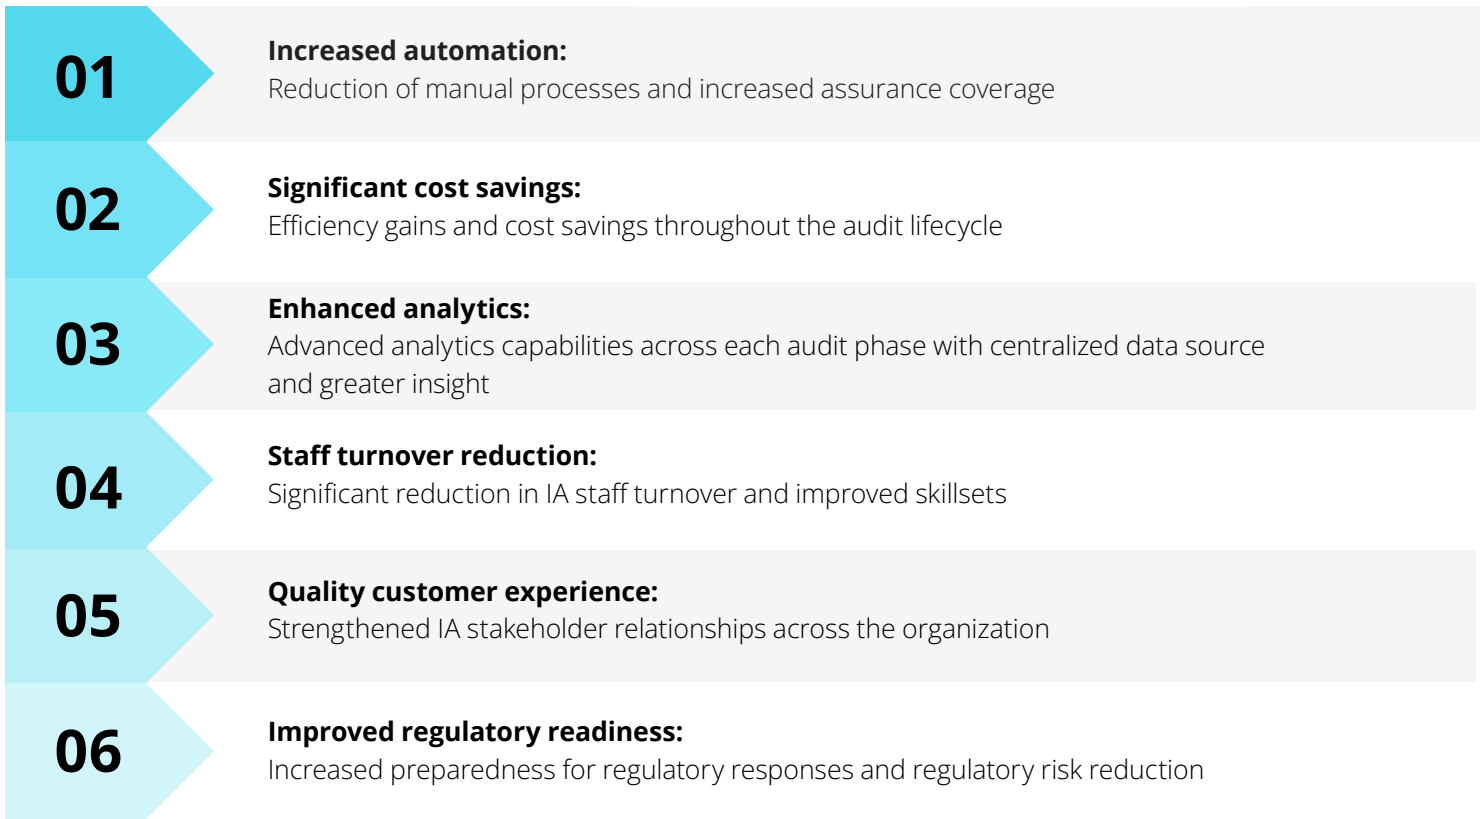 01
Increased automation:
Reduction of manual processes and increased assurance coverage
02
Significant cost savings:
Efficiency gains and cost savings throughout the audit lifecycle
03
Enhanced analytics:
Advanced analytics capabilities across each audit phase with centralized data source
and greater insight
04
Staff turnover reduction:
Significant reduction in IA staff turnover and improved skillsets
05
Quality customer experience:
Strengthened IA stakeholder relationships across the organization
06
Improved regulatory readiness:
Increased preparedness for regulatory responses and regulatory risk reduction